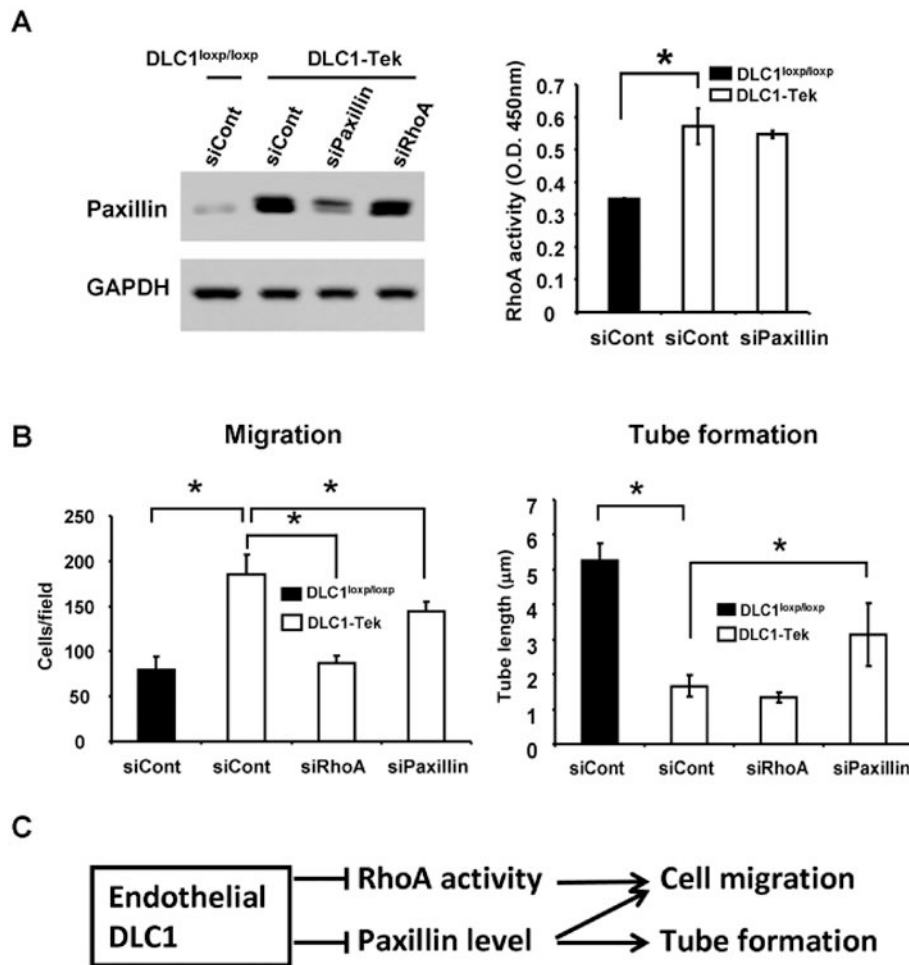 A
DLC1loxp/loxp
DLC1-Tek
siCont
siCont
siPaxillin
siRhoA
Paxillin
GAPDH
*
DLC1loxp/loxp
DLC1-Tek
RhoA activity (O.D. 450nm)
0.7
0.6
0.5
0.4
0.3
0.2
0.1
0
siCont siCont siPaxillin
B
Migration
* * *
Cells/field
250
200
150
100
50
0
DLC1loxp/loxp
DLC1-Tek
siCont siCont siRhoA siPaxillin
Tube formation
* *
Tube length (μm)
7
6
5
4
3
2
1
0
DLC1loxp/loxp
DLC1-Tek
siCont siCont siRhoA siPaxillin
C
Endothelial
DLC1
RhoA activity
Paxillin level
Cell migration
Tube formation